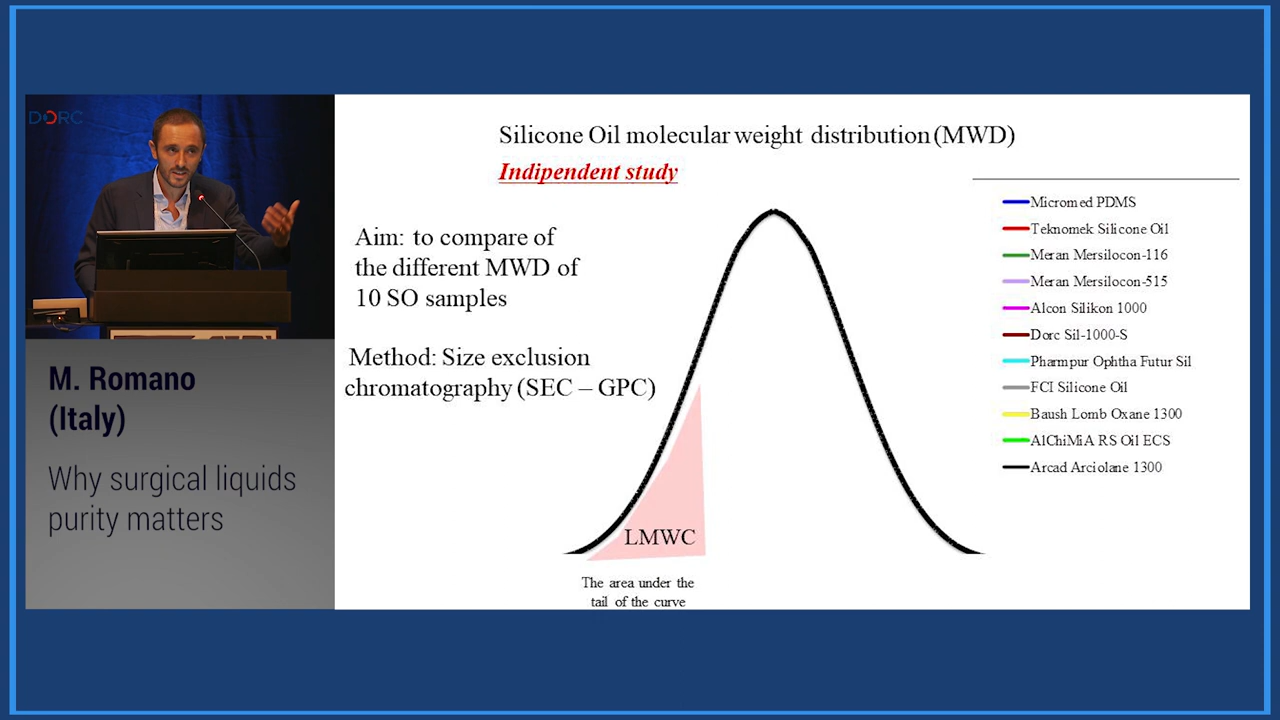 DORC
M. Romano
(Italy)
Why surgical liquids
purity matters
Silicone Oil molecular weight distribution (MWD)
Indipendent study
Aim: to compare of
the different MWD of
10 SO samples
Method: Size exclusion
chromatography (SEC – GPC)
LMWC
The area under the
tail of the curve
Micromed PDMS
Teknomek Silicone Oil
Meran Mersilocon-116
Meran Mersilocon-515
Alcon Silikon 1000
Dorc Sil-1000-S
Pharmpur Ophtha Futur Sil
FCI Silicone Oil
Baush Lomb Oxane 1300
AlChiMiA RS Oil ECS
Arcad Arciolane 1300